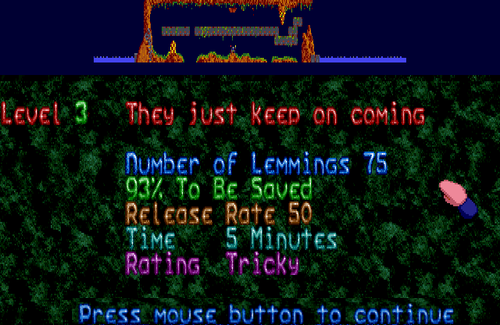 Level 3 They just keep on coming
Number of Lemmings 75
93% To Be Saved
Release Rate 50
Time 5 Minutes
Rating Tricky
Press mouse button to continue